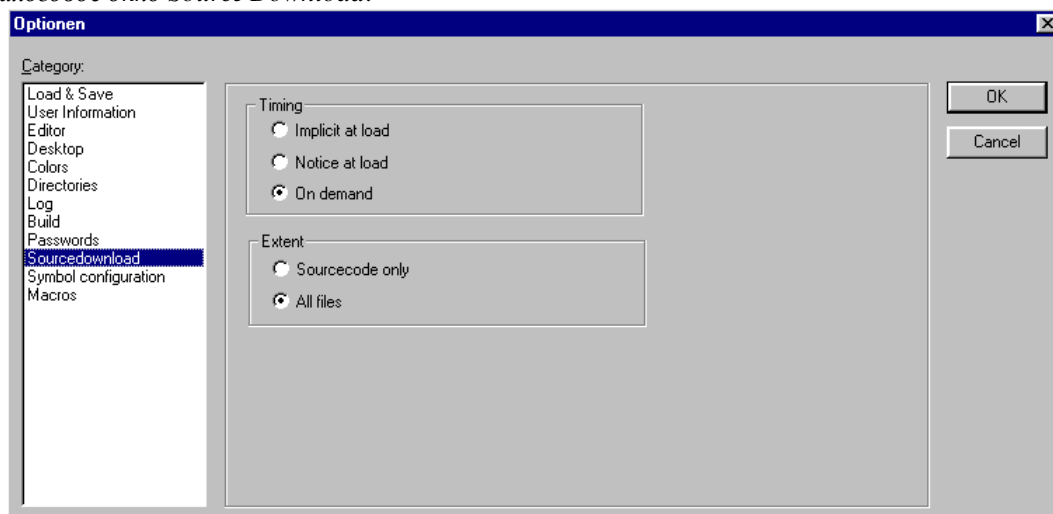 Optionen
Category:
Load & Save
User Information
Editor
Desktop
Colors
Directories
Log
Build
Passwords
Sourcedownload
Symbol configuration
Macros
Timing
Implicit at load
Notice at load
On demand
Extent
Sourcecode only
All files
OK
Cancel